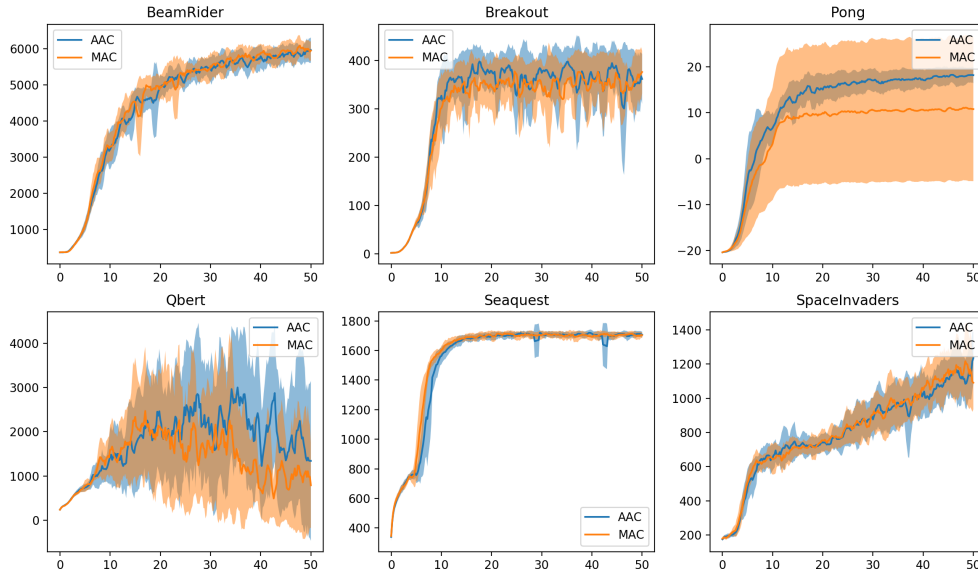 BeamRider
AAC
MAC
6000
5000
4000
3000
2000
1000
0 10 20 30 40 50
Breakout
AAC
MAC
400
300
200
100
0
0 10 20 30 40 50
Pong
AAC
MAC
20
10
0
−10
−20
0 10 20 30 40 50
Qbert
AAC
MAC
4000
3000
2000
1000
0
0 10 20 30 40 50
Seaquest
1800
1600
1400
1200
1000
800
600
400
AAC
MAC
0 10 20 30 40 50
SpaceInvaders
AAC
MAC
1400
1200
1000
800
600
400
200
0 10 20 30 40 50